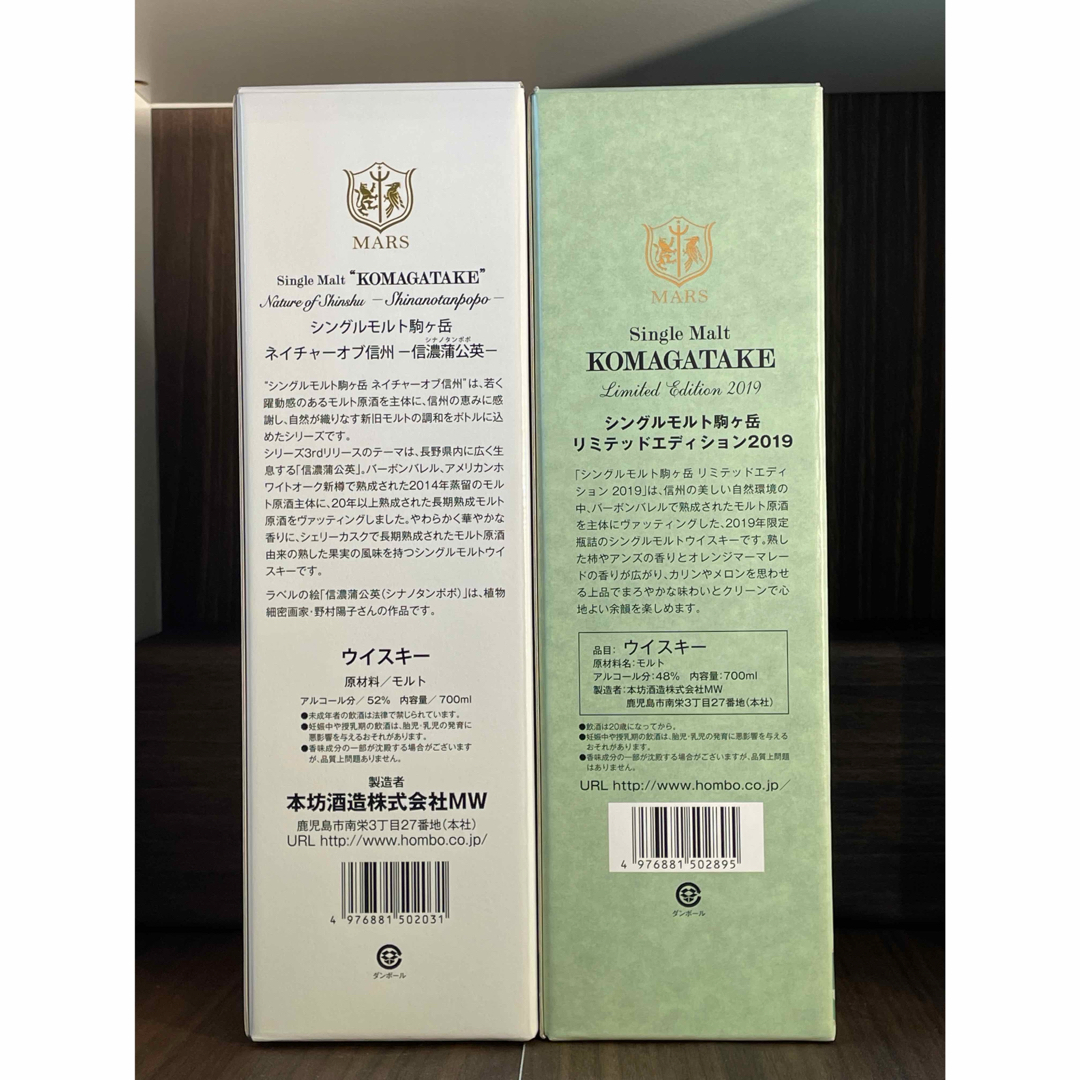 MARS
Single Malt “KOMAGATAKE”
Nature of Shinshu －Shinanotanpopo－
シングルモルト駒ヶ岳
シナノタンポポ
ネイチャーオブ信州 －信濃蒲公英－
“シングルモルト駒ヶ岳 ネイチャーオブ信州”は、若く
躍動感のあるモルト原酒を主体に、信州の恵みに感
謝し、自然が織りなす新旧モルトの調和をボトルに込
めたシリーズです。
シリーズ3rdリリースのテーマは、長野県内に広く生
息する「信濃蒲公英」。バーボンバレル、アメリカンホ
ワイトオーク新樽で熟成された2014年蒸留のモル
ト原酒主体に、20年以上熟成された長期熟成モルト
原酒をヴァッティングしました。やわらかく華やかな
香りに、シェリーカスクで長期熟成されたモルト原酒
由来の熟した果実の風味を持つシングルモルトウイ
スキーです。
ラベルの絵「信濃蒲公英(シナノタンポポ)」は、植物
細密画家・野村陽子さんの作品です。
ウイスキー
原材料／モルト
アルコール分／52% 内容量／700ml
●未成年者の飲酒は法律で禁じられています。
●妊娠中や授乳期の飲酒は、胎児・乳児の発育に
悪影響を与えるおそれがあります。
●香味成分の一部が沈殿する場合がございます
が、品質上問題ありません。
製造者
本坊酒造株式会社MW
鹿児島市南栄3丁目27番地(本社)
URL http://www.hombo.co.jp/
4 976881 502031
ダンボール
MARS
Single Malt
KOMAGATAKE
Limited Edition 2019
シングルモルト駒ヶ岳
リミテッドエディション2019
「シングルモルト駒ヶ岳 リミテッドエディ
ション 2019」は、信州の美しい自然環境の
中、バーボンバレルで熟成されたモルト原酒
を主体にヴァッティングした、2019年限定
瓶詰のシングルモルトウイスキーです。熟し
た柿やアンズの香りとオレンジマーマレー
ドの香りが広がり、カリンやメロンを思わせ
る上品でまろやかな味わいとクリーンで心
地よい余韻を楽しめます。
品目: ウイスキー
原材料名:モルト
アルコール分:48% 内容量:700ml
製造者:本坊酒造株式会社MW
鹿児島市南栄3丁目27番地(本社)
●飲酒は20歳になってから。
●妊娠中や授乳期の飲酒は、胎児・乳児の発育に悪影響を与える
おそれがあります。
●香味成分の一部が沈殿する場合がございますが、品質上問題
はありません。
URL http://www.hombo.co.jp/
4 976881 502895
ダンボール